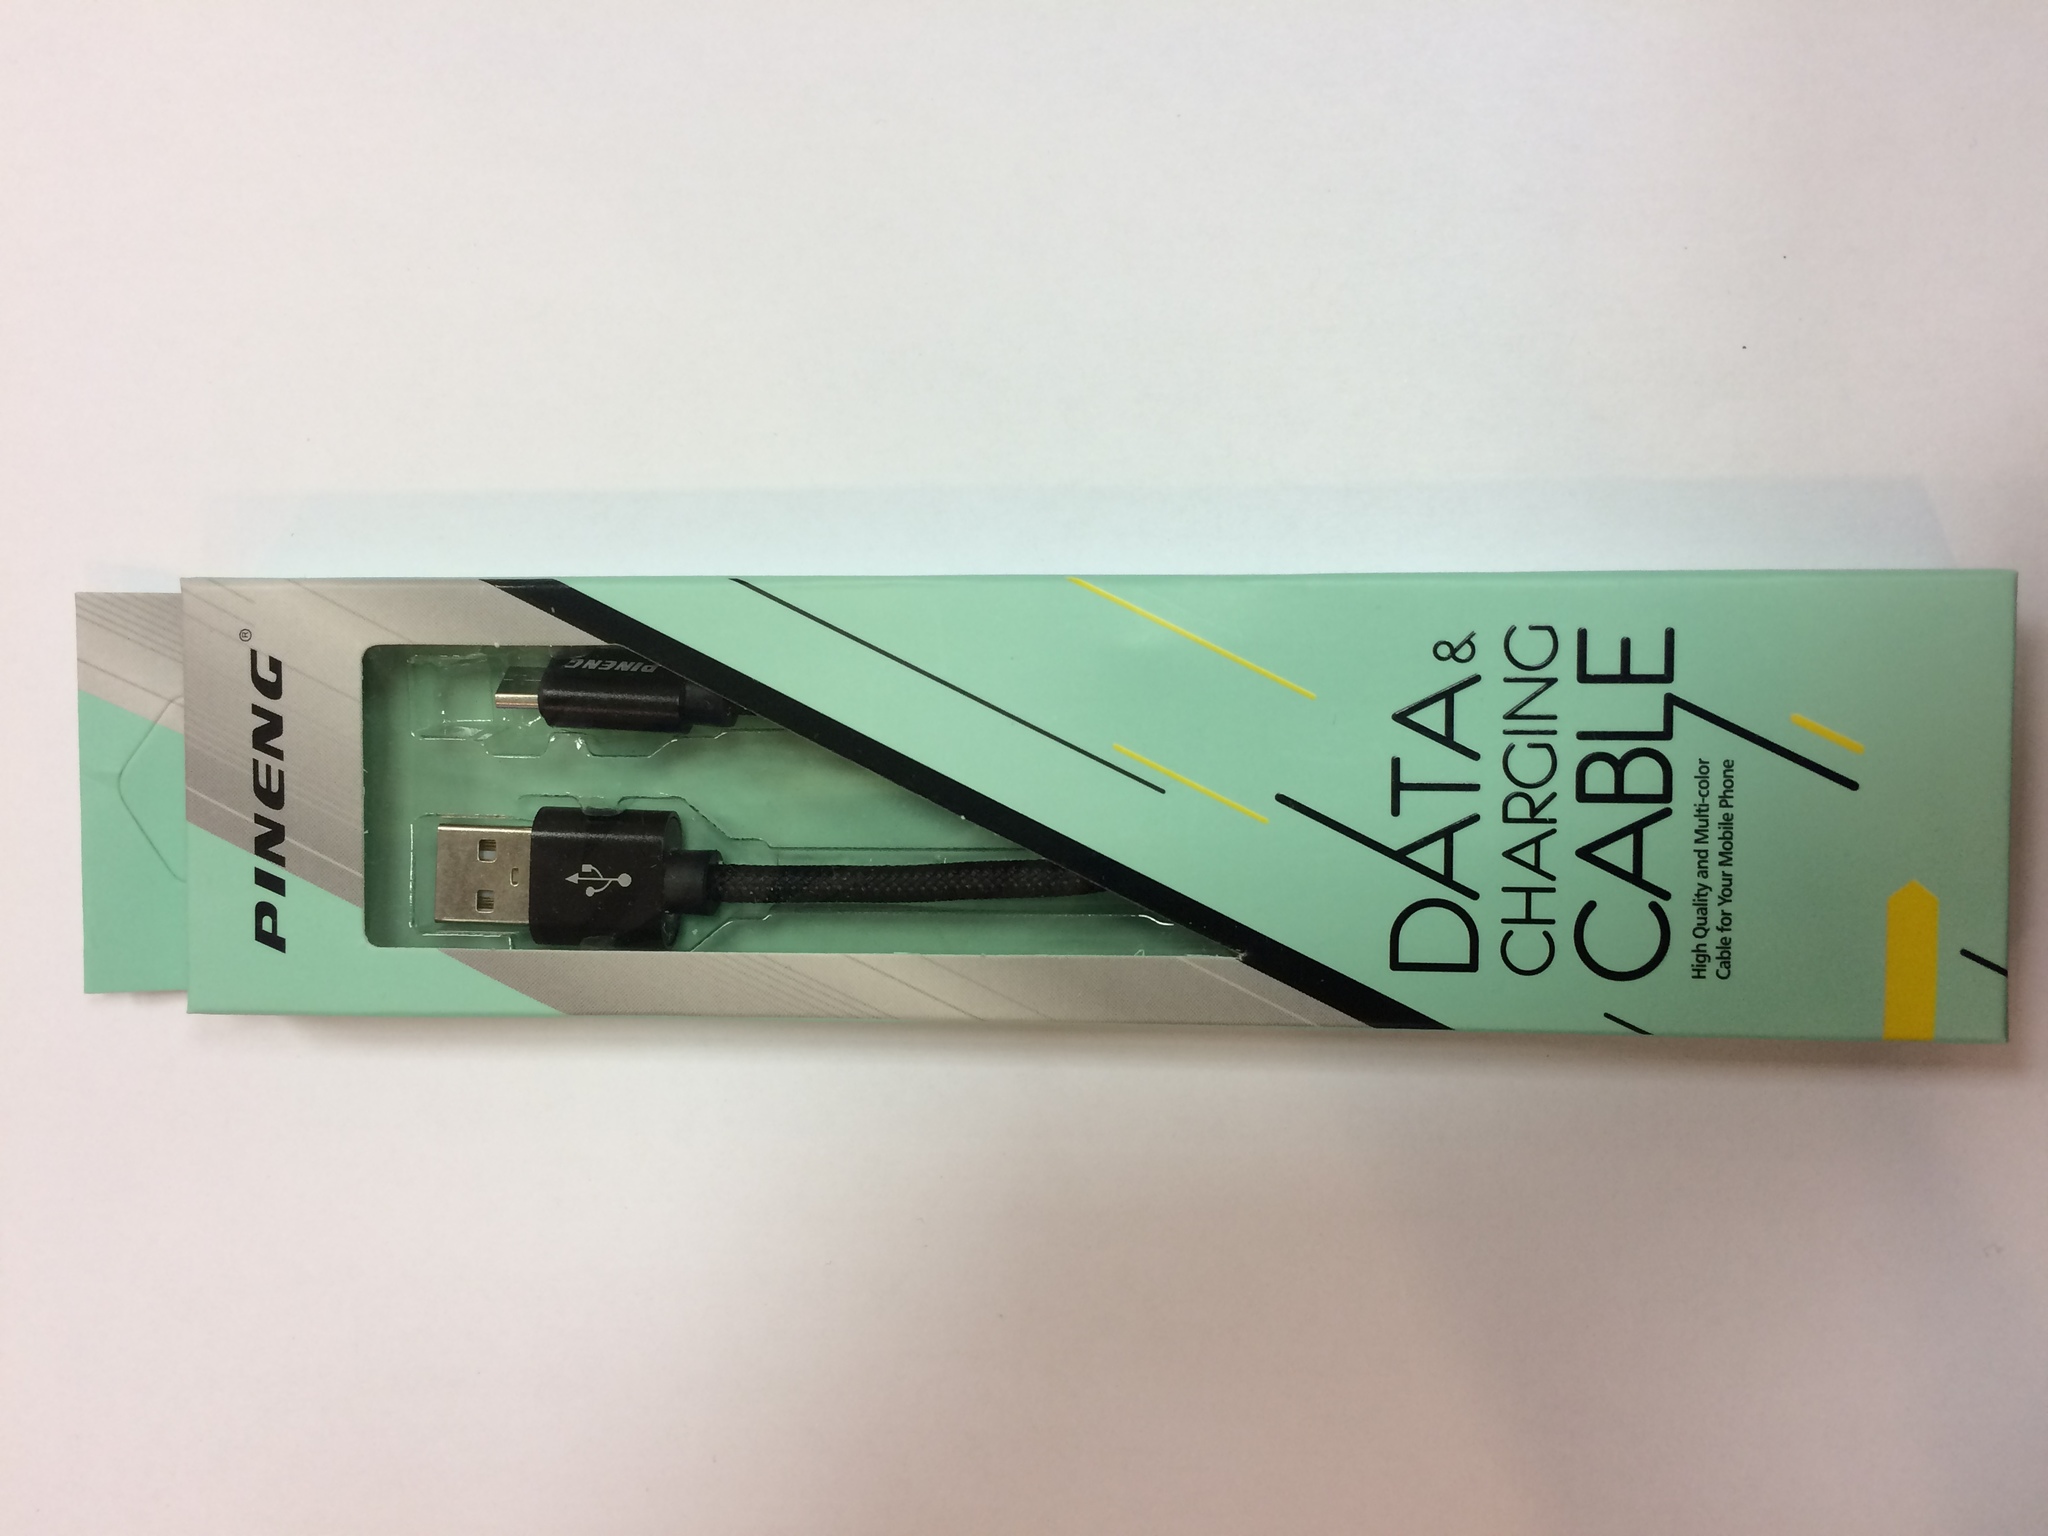 PINENG®
PINENG
DATA &
CHARGING
CABLE
High Quality and Multi-color
Cable for Your Mobile Phone